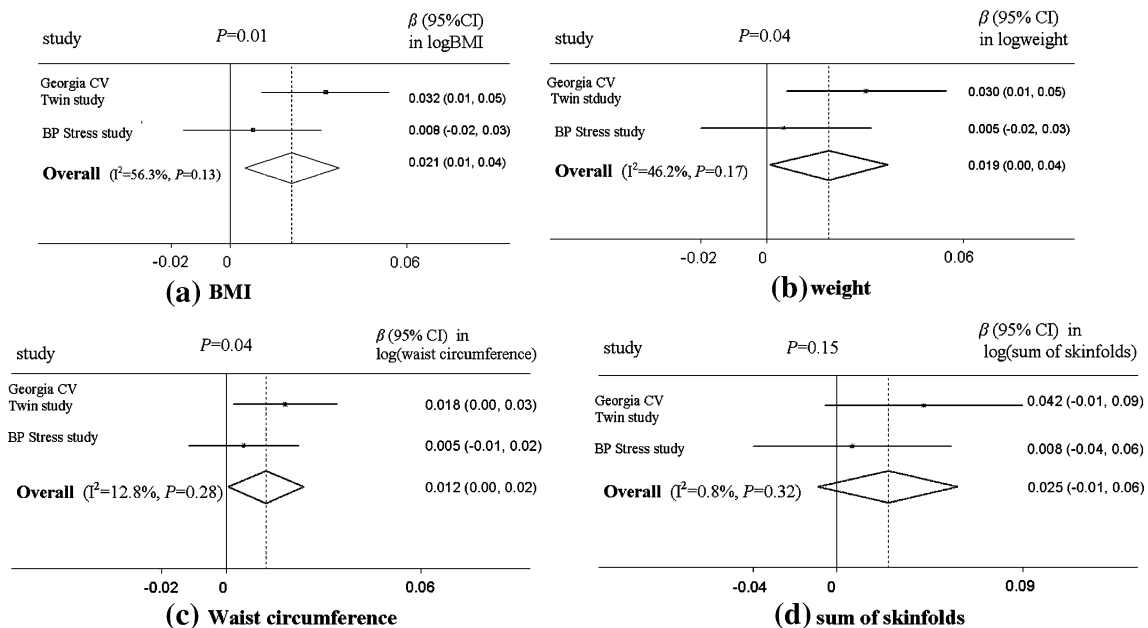 study P=0.01 β (95%CI)
in logBMI
Georgia CV
Twin study 0.032 (0.01, 0.05)
BP Stress study 0.008 (-0.02, 0.03)
Overall (I²=56.3%, P=0.13) 0.021 (0.01, 0.04)
-0.02 0 0.06
(a) BMI
study P=0.04 β (95% CI)
in logweight
Georgia CV
Twin stdudy 0.030 (0.01, 0.05)
BP Stress study 0.005 (-0.02, 0.03)
Overall (I²=46.2%, P=0.17) 0.019 (0.00, 0.04)
-0.02 0 0.06
(b) weight
study P=0.04 β (95% CI) in
log(waist circumference)
Georgia CV
Twin study 0.018 (0.00, 0.03)
BP Stress study 0.005 (-0.01, 0.02)
Overall (I²=12.8%, P=0.28) 0.012 (0.00, 0.02)
-0.02 0 0.06
(c) Waist circumference
study P=0.15 β (95% CI) in
log(sum of skinfolds)
Georgia CV 0.042 (-0.01, 0.09)
Twin study
BP Stress study 0.008 (-0.04, 0.06)
Overall (I²=0.8%, P=0.32) 0.025 (-0.01, 0.06)
-0.04 0 0.09
(d) sum of skinfolds